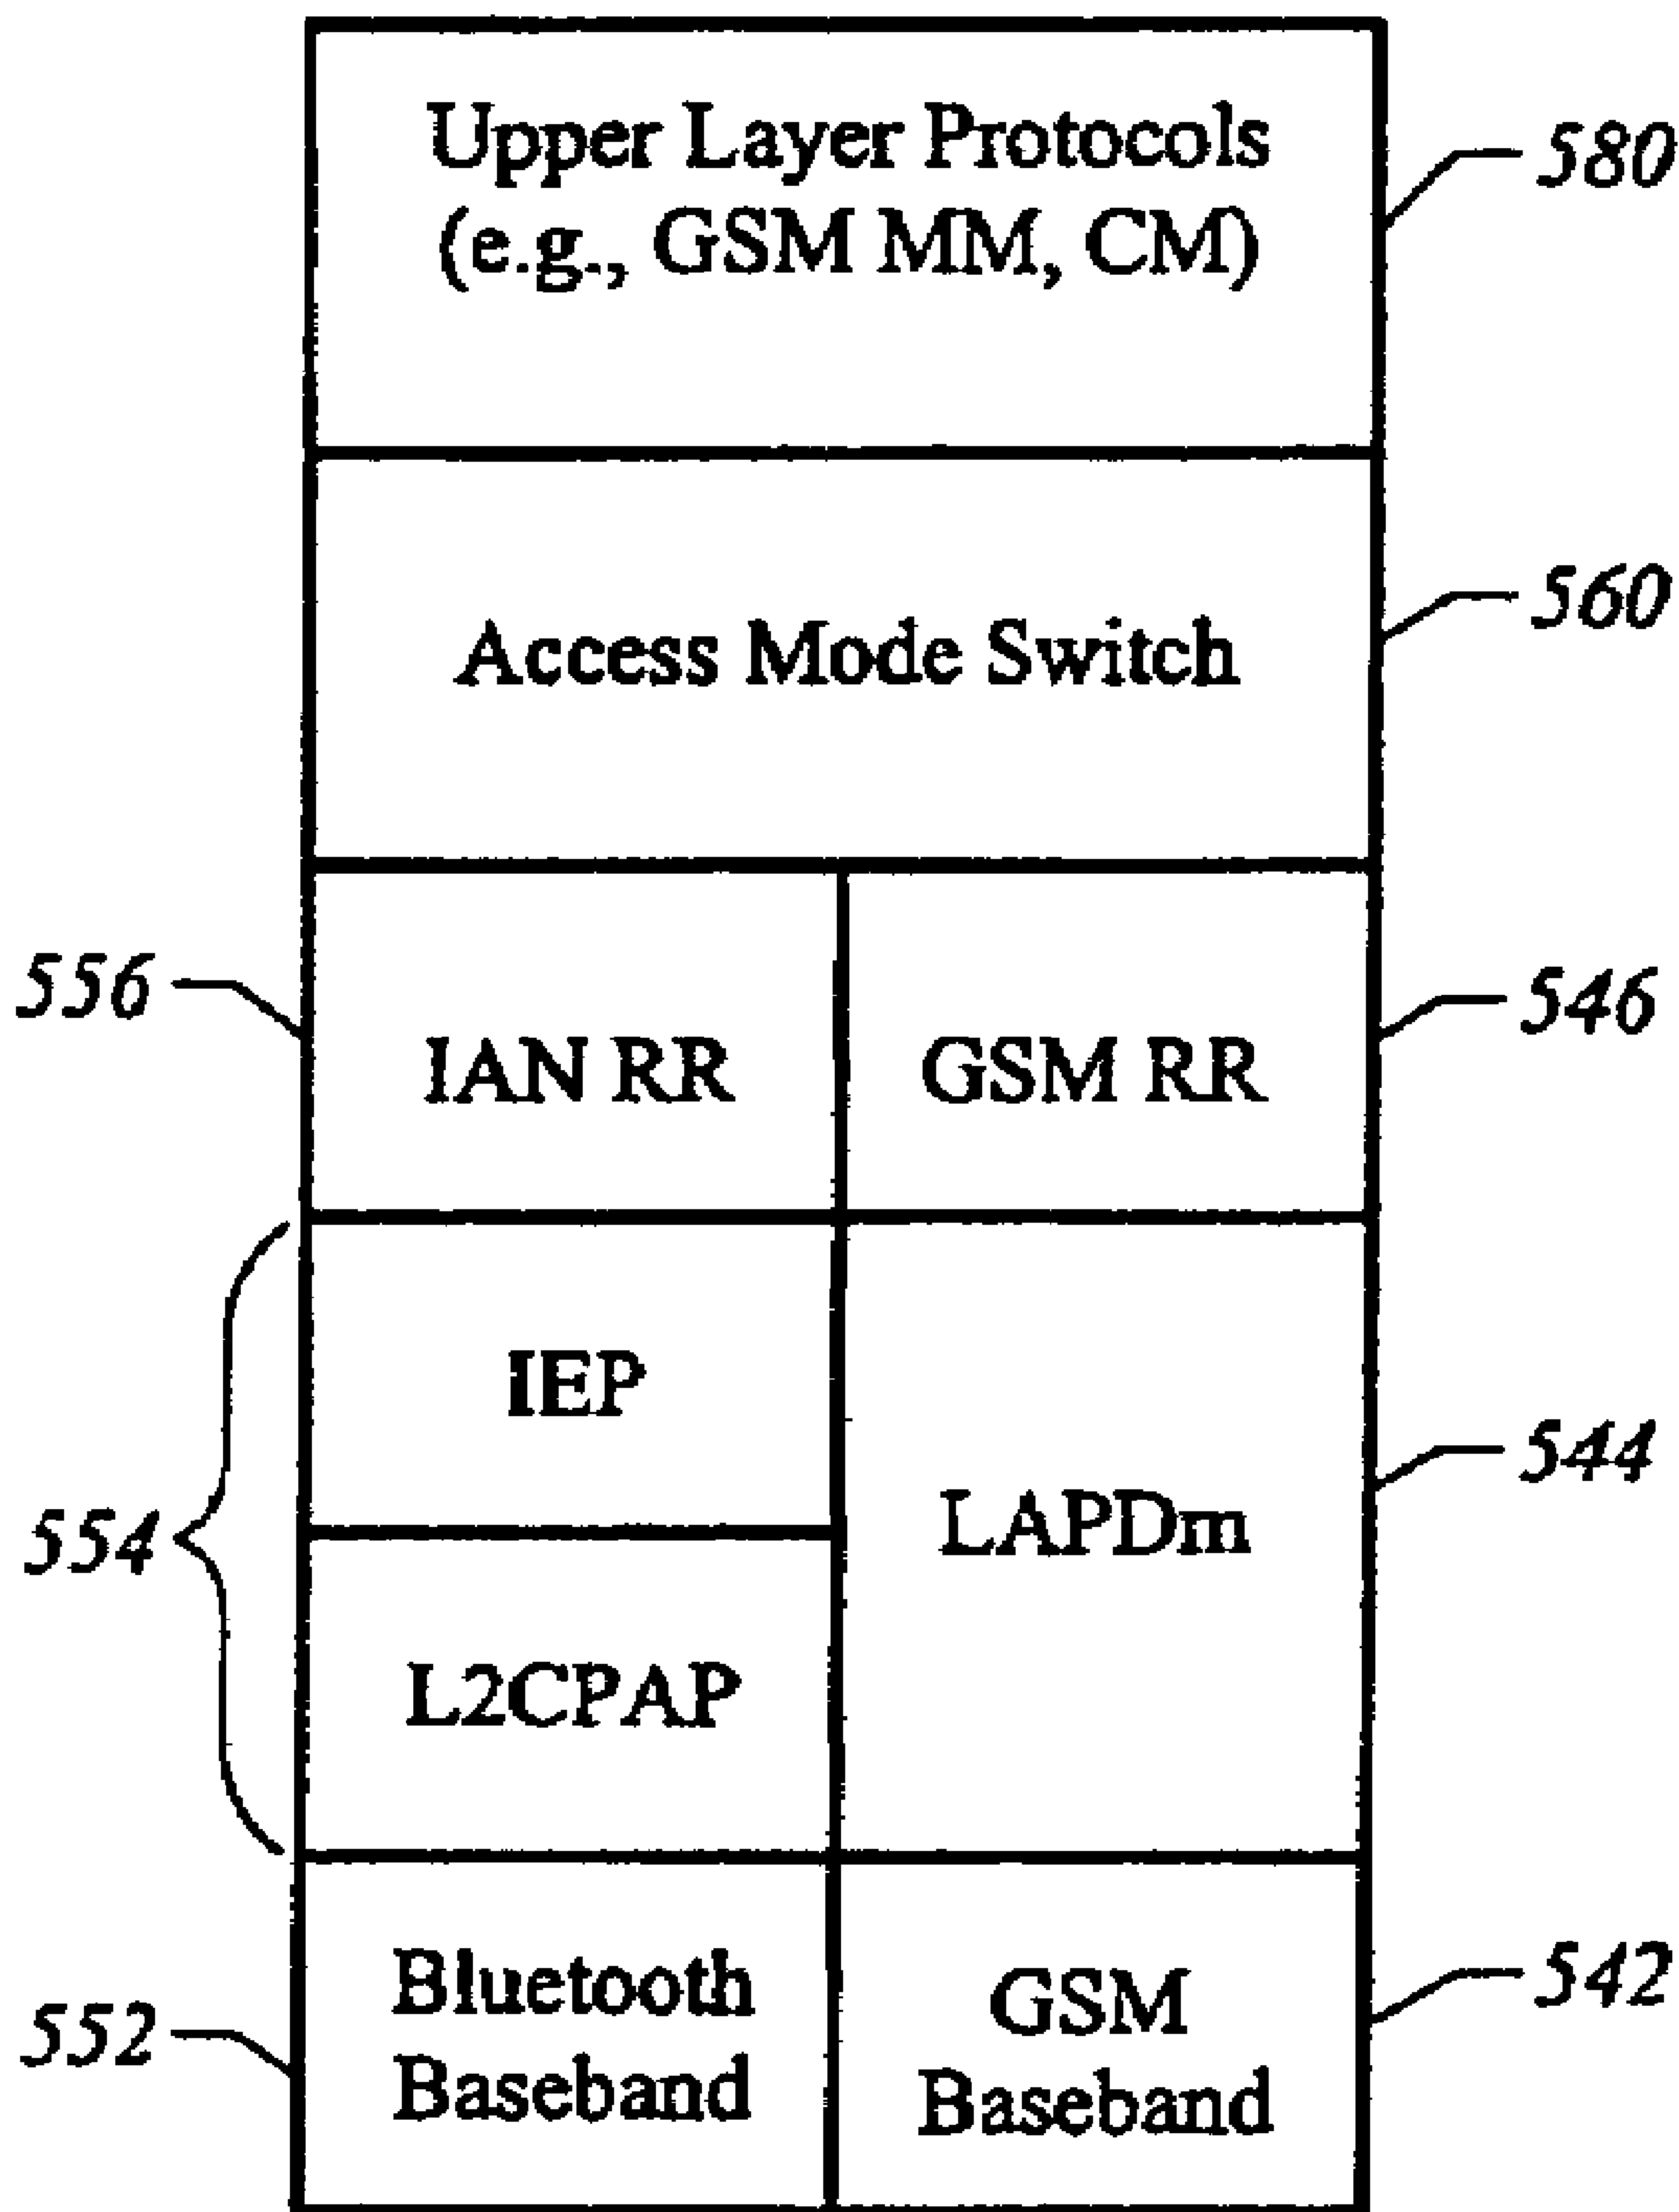 Upper Layer Protocols
(e.g., GSM MM, CM)
580
Access Mode Switch
560
556
IAN RR
GSM RR
546
IEP
554
LAPDm
544
L2CPAP
552
Bluetooth
Baseband
GSM
Baseband
542